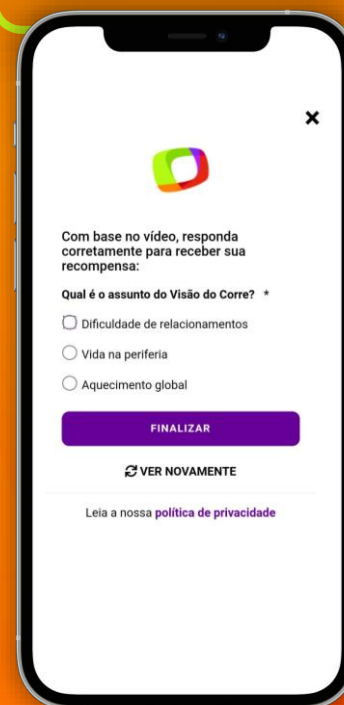 Com base no vídeo, responda
corretamente para receber sua
recompensa:
Qual é o assunto do Visão do Corre? *
Dificuldade de relacionamentos
Vida na periferia
Aquecimento global
FINALIZAR
VER NOVAMENTE
Leia a nossa política de privacidade